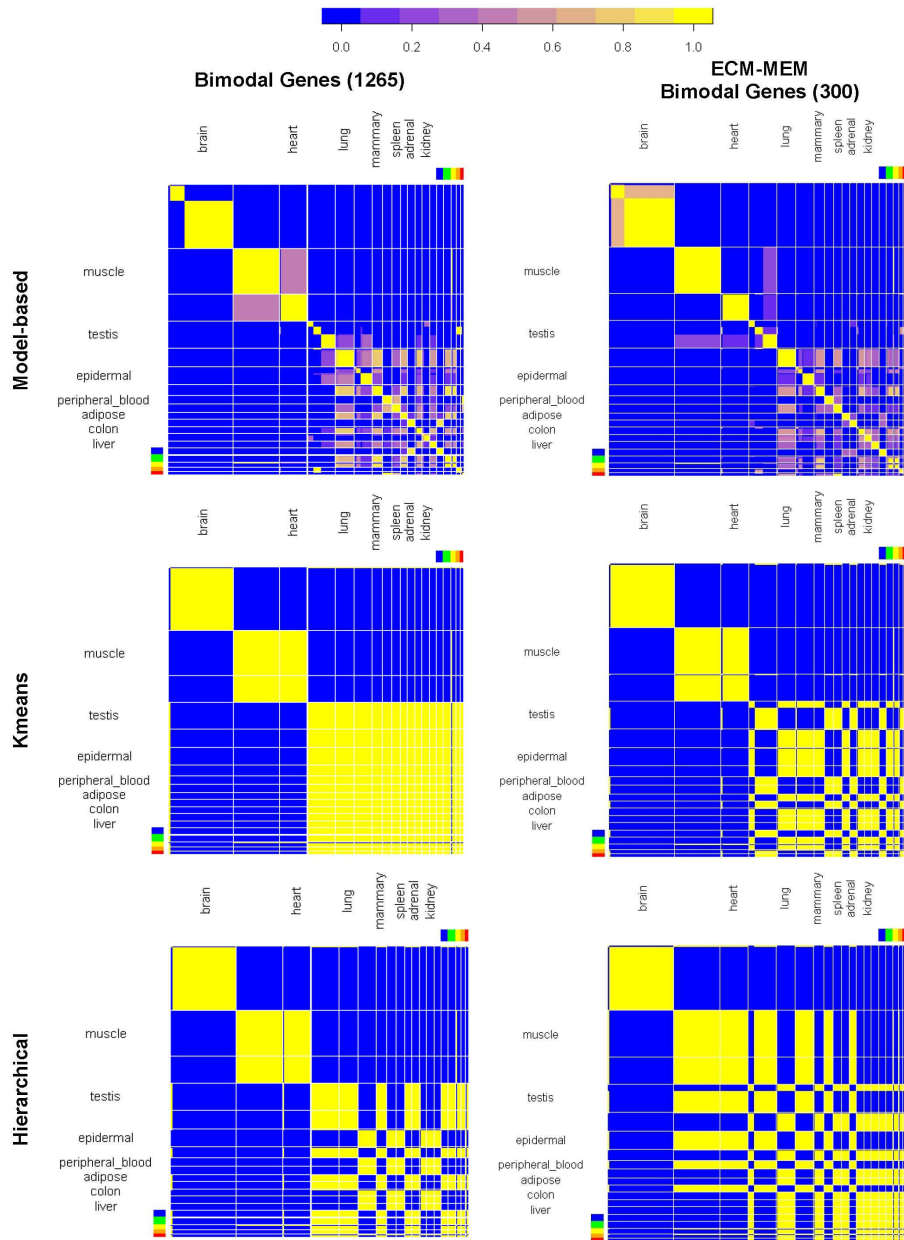 0.0 0.2 0.4 0.6 0.8 1.0
Bimodal Genes (1265)
ECM-MEM
Bimodal Genes (300)
brain heart lung mammary spleen adrenal kidney
brain heart lung mammary spleen adrenal kidney
Model-based
muscle
testis
epidermal
peripheral_blood
adipose
colon
liver
muscle
testis
epidermal
peripheral_blood
adipose
colon
liver
brain heart lung mammary spleen adrenal kidney
brain heart lung mammary spleen adrenal kidney
Kmeans
muscle
testis
epidermal
peripheral_blood
adipose
colon
liver
muscle
testis
epidermal
peripheral_blood
adipose
colon
liver
brain heart lung mammary spleen adrenal kidney
brain heart lung mammary spleen adrenal kidney
Hierarchical
muscle
testis
epidermal
peripheral_blood
adipose
colon
liver
muscle
testis
epidermal
peripheral_blood
adipose
colon
liver